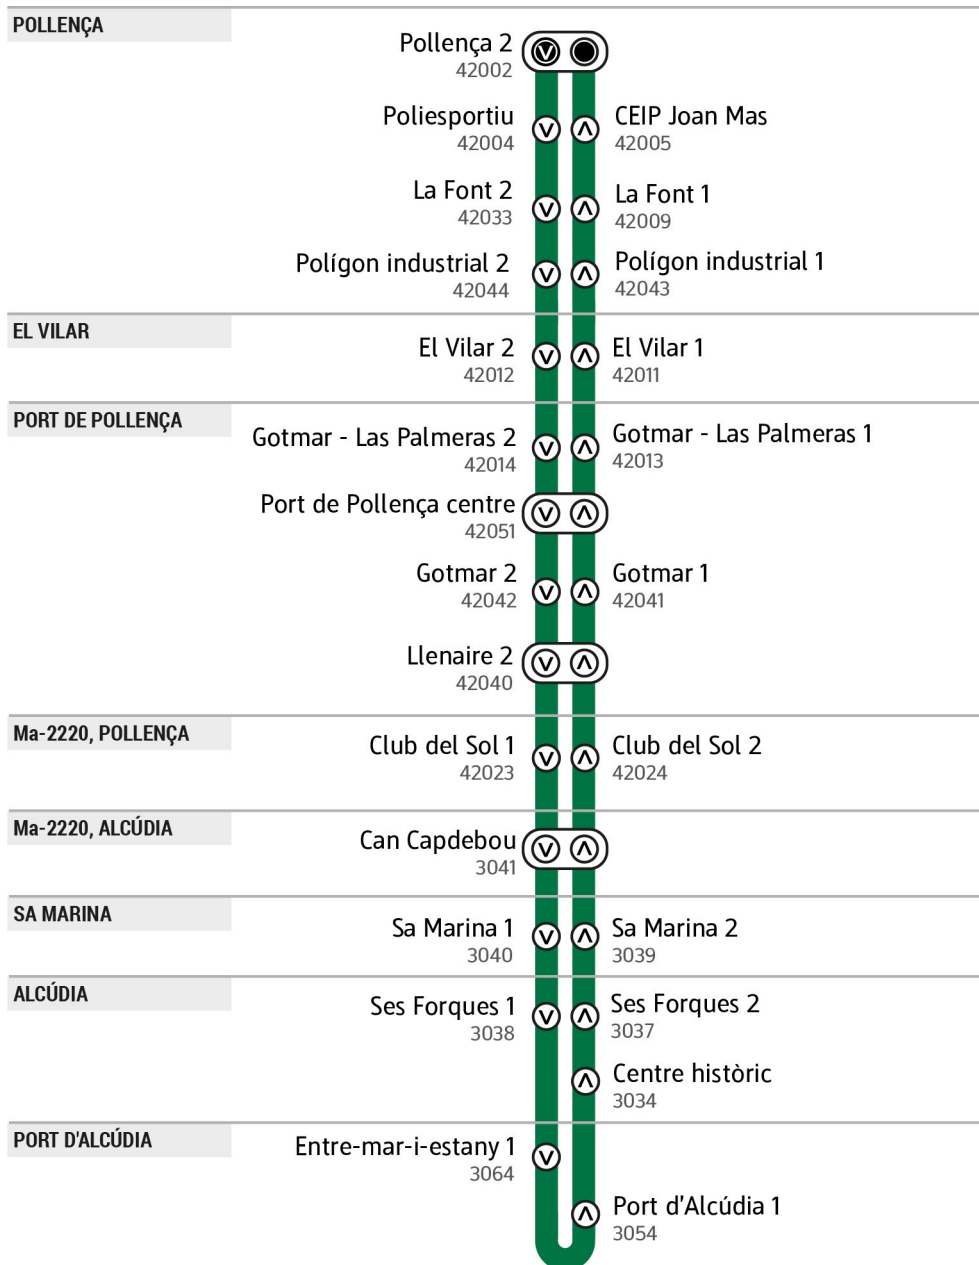 POLLENÇA
Pollença 2
42002
Poliesportiu
42004
CEIP Joan Mas
42005
La Font 2
42033
La Font 1
42009
Polígon industrial 2
42044
Polígon industrial 1
42043
EL VILAR
El Vilar 2
42012
El Vilar 1
42011
PORT DE POLLENÇA
Gotmar - Las Palmeras 2
42014
Gotmar - Las Palmeras 1
42013
Port de Pollença centre
42051
Gotmar 2
42042
Gotmar 1
42041
Llenaire 2
42040
Ma-2220, POLLENÇA
Club del Sol 1
42023
Club del Sol 2
42024
Ma-2220, ALCÚDIA
Can Capdebou
3041
SA MARINA
Sa Marina 1
3040
Sa Marina 2
3039
ALCÚDIA
Ses Forques 1
3038
Ses Forques 2
3037
Centre històric
3034
PORT D'ALCÚDIA
Entre-mar-i-estany 1
3064
Port d'Alcúdia 1
3054